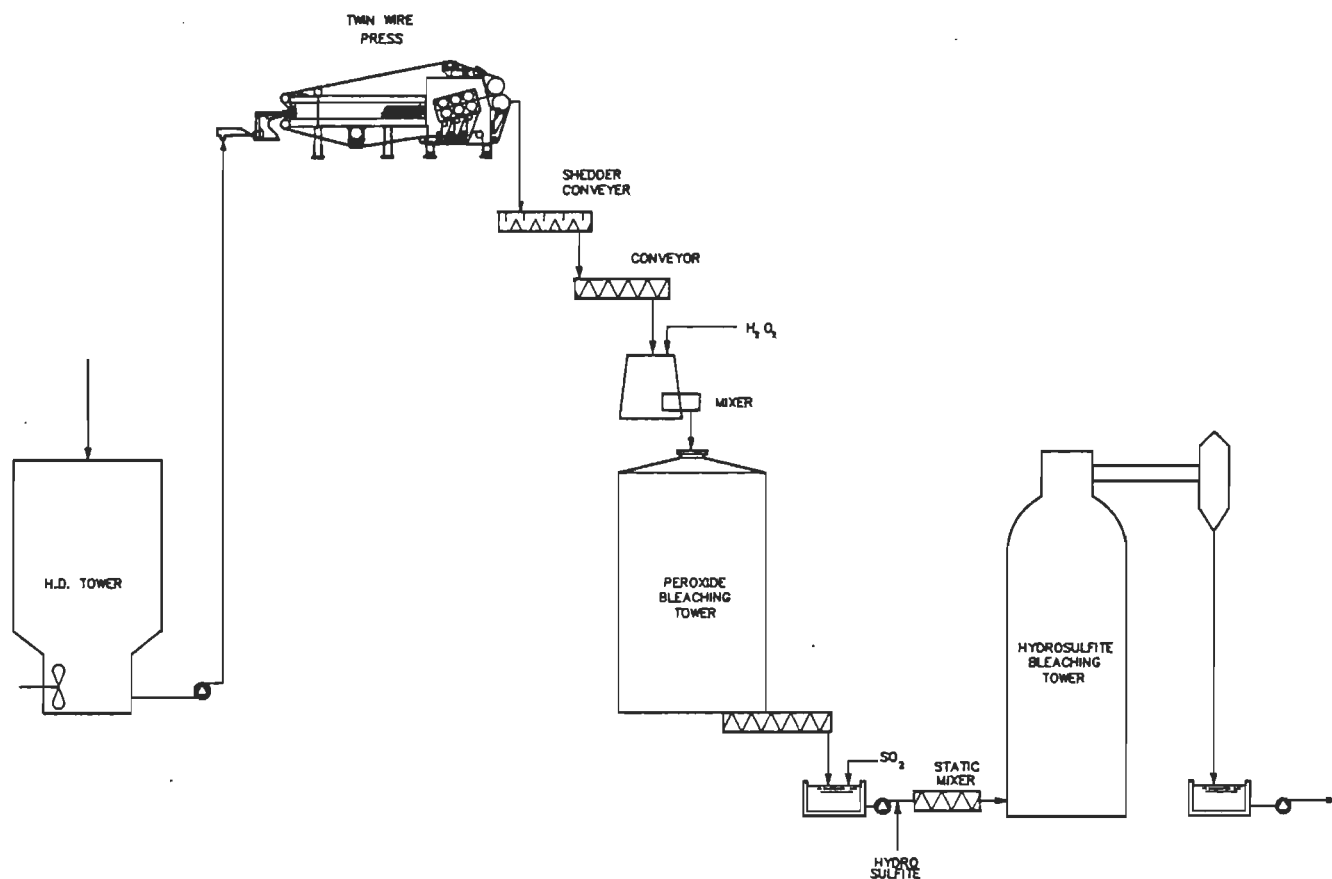 TWIN WIRE
PRESS
SHEDDER
CONVEYER
CONVEYOR
H₂O₂
MIXER
H.D. TOWER
PEROXIDE
BLEACHING
TOWER
HYDROSULFITE
BLEACHING
TOWER
SO₂
STATIC
MIXER
HYDRO
SULFITE